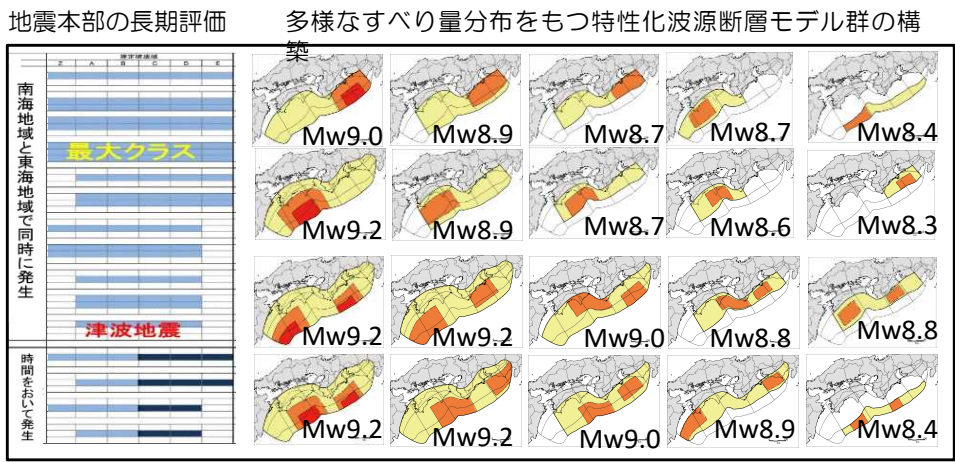 地震本部の長期評価
多様なすべり量分布をもつ特性化波源断層モデル群の構
築
Z A B C D E
南海地域と東海地域で同時に発生
最大クラス
津波地震
時間をおいて発生
Mw9.0 Mw8.9 Mw8.7 Mw8.7 Mw8.4
Mw9.2 Mw8.9 Mw8.7 Mw8.6 Mw8.3
Mw9.2 Mw9.2 Mw9.0 Mw8.8 Mw8.8
Mw9.2 Mw9.2 Mw9.0 Mw8.9 Mw8.4